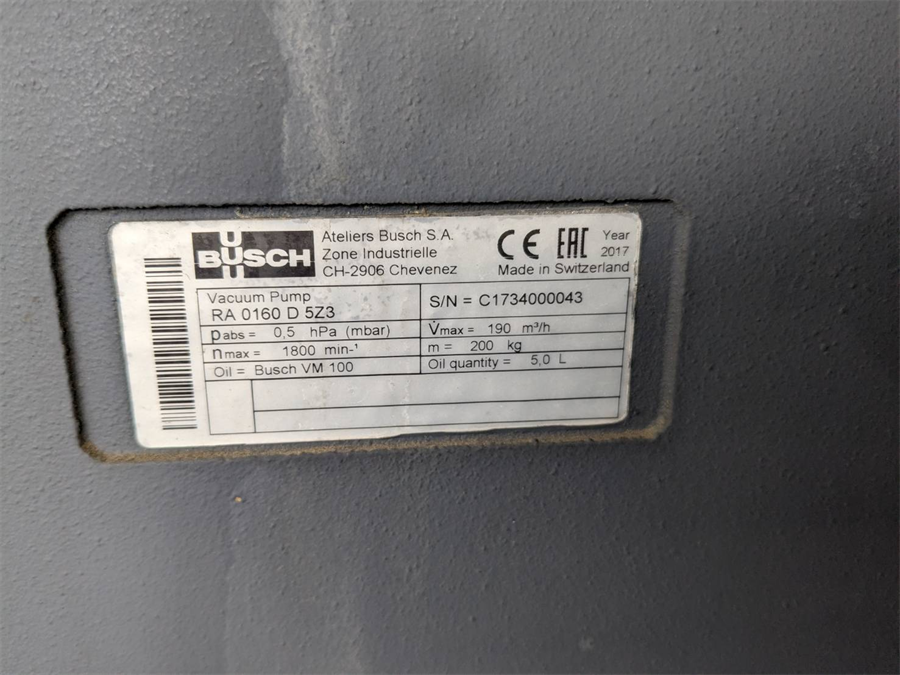 BUSCH
Ateliers Busch S.A.
Zone Industrielle
CH-2906 Chevenez
CE EAC Year
2017
Made in Switzerland
Vacuum Pump
RA 0160 D 5Z3
S/N = C1734000043
pabs = 0,5 hPa (mbar)
V̇max = 190 m³/h
nmax = 1800 min-¹
m = 200 kg
Oil = Busch VM 100
Oil quantity = 5,0 L